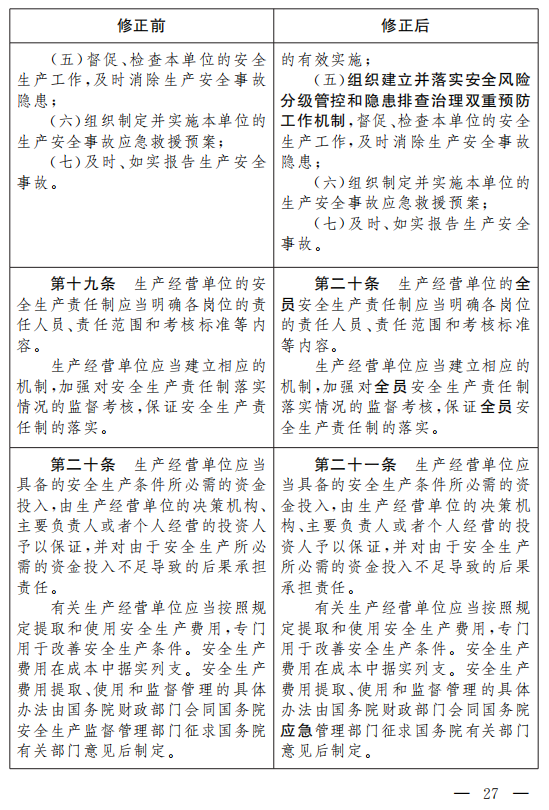 修正前
修正后
（五）督促、检查本单位的安全
生产工作，及时消除生产安全事故
隐患；
（六）组织制定并实施本单位的
生产安全事故应急救援预案；
（七）及时、如实报告生产安全
事故。
的有效实施；
（五）组织建立并落实安全风险
分级管控和隐患排查治理双重预防
工作机制，督促、检查本单位的安全
生产工作，及时消除生产安全事故
隐患；
（六）组织制定并实施本单位的
生产安全事故应急救援预案；
（七）及时、如实报告生产安全
事故。
第十九条　生产经营单位的安
全生产责任制应当明确各岗位的责
任人员、责任范围和考核标准等内
容。
生产经营单位应当建立相应的
机制，加强对安全生产责任制落实
情况的监督考核，保证安全生产责
任制的落实。
第二十条　生产经营单位的全
员安全生产责任制应当明确各岗位
的责任人员、责任范围和考核标准
等内容。
生产经营单位应当建立相应的
机制，加强对全员安全生产责任制
落实情况的监督考核，保证全员安
全生产责任制的落实。
第二十条　生产经营单位应当
具备的安全生产条件所必需的资金
投入，由生产经营单位的决策机构、
主要负责人或者个人经营的投资人
予以保证，并对由于安全生产所必
需的资金投入不足导致的后果承担
责任。
有关生产经营单位应当按照规
定提取和使用安全生产费用，专门
用于改善安全生产条件。安全生产
费用在成本中据实列支。安全生产
费用提取、使用和监督管理的具体
办法由国务院财政部门会同国务院
安全生产监督管理部门征求国务院
有关部门意见后制定。
第二十一条　生产经营单位应
当具备的安全生产条件所必需的资
金投入，由生产经营单位的决策机
构、主要负责人或者个人经营的投
资人予以保证，并对由于安全生产
所必需的资金投入不足导致的后果
承担责任。
有关生产经营单位应当按照规
定提取和使用安全生产费用，专门
用于改善安全生产条件。安全生产
费用在成本中据实列支。安全生产
费用提取、使用和监督管理的具体
办法由国务院财政部门会同国务院
应急管理部门征求国务院有关部门
意见后制定。
— 27 —